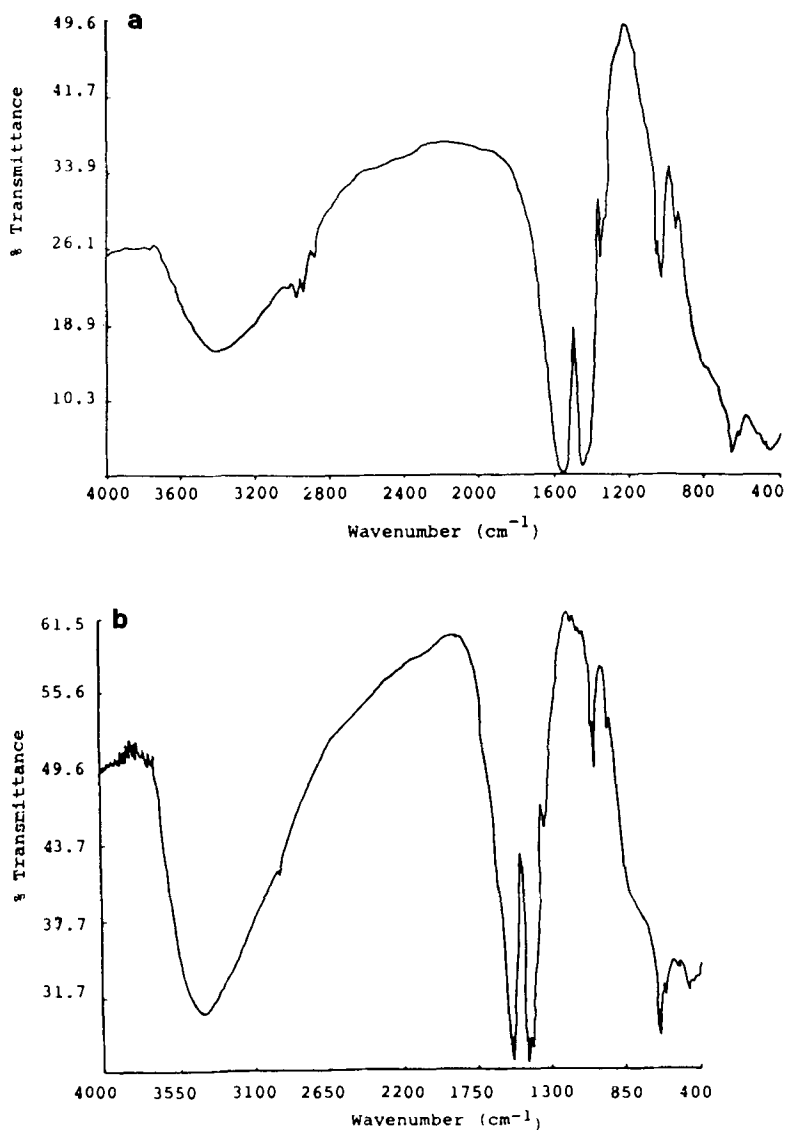 a
49.6
41.7
33.9
26.1
18.9
10.3
% Transmittance
4000 3600 3200 2800 2400 2000 1600 1200 800 400
Wavenumber (cm⁻¹)
b
61.5
55.6
49.6
43.7
37.7
31.7
% Transmittance
4000 3550 3100 2650 2200 1750 1300 850 400
Wavenumber (cm⁻¹)